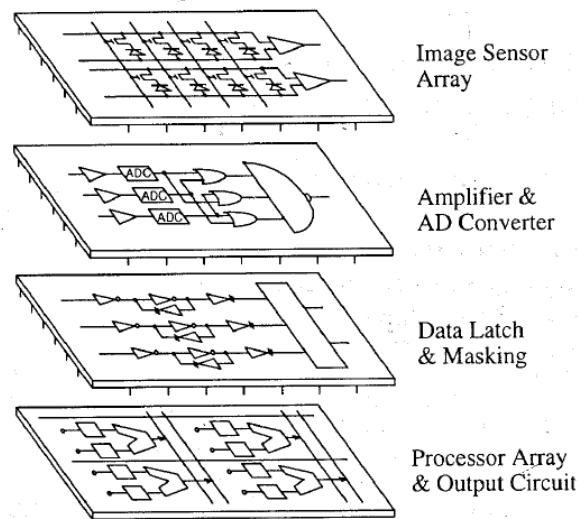 Image Sensor
Array
ADC
ADC
ADC
Amplifier &
AD Converter
Data Latch
& Masking
Processor Array
& Output Circuit